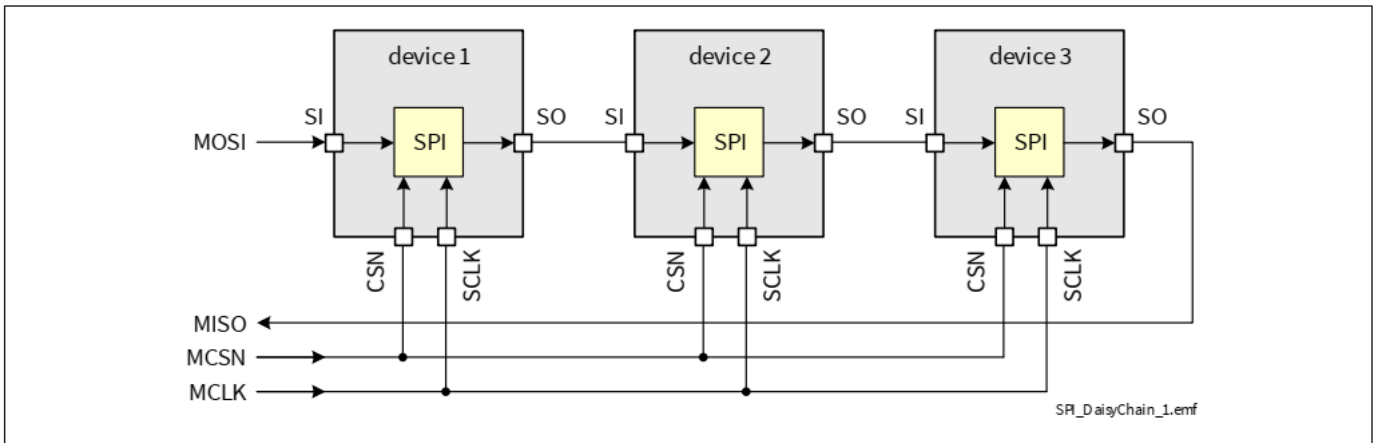 device 1
device 2
device 3
SI
SO
SI
SO
SI
SO
MOSI
SPI
SPI
SPI
CSN
SCLK
CSN
SCLK
CSN
SCLK
MISO
MCSN
MCLK
SPI_DaisyChain_1.emf